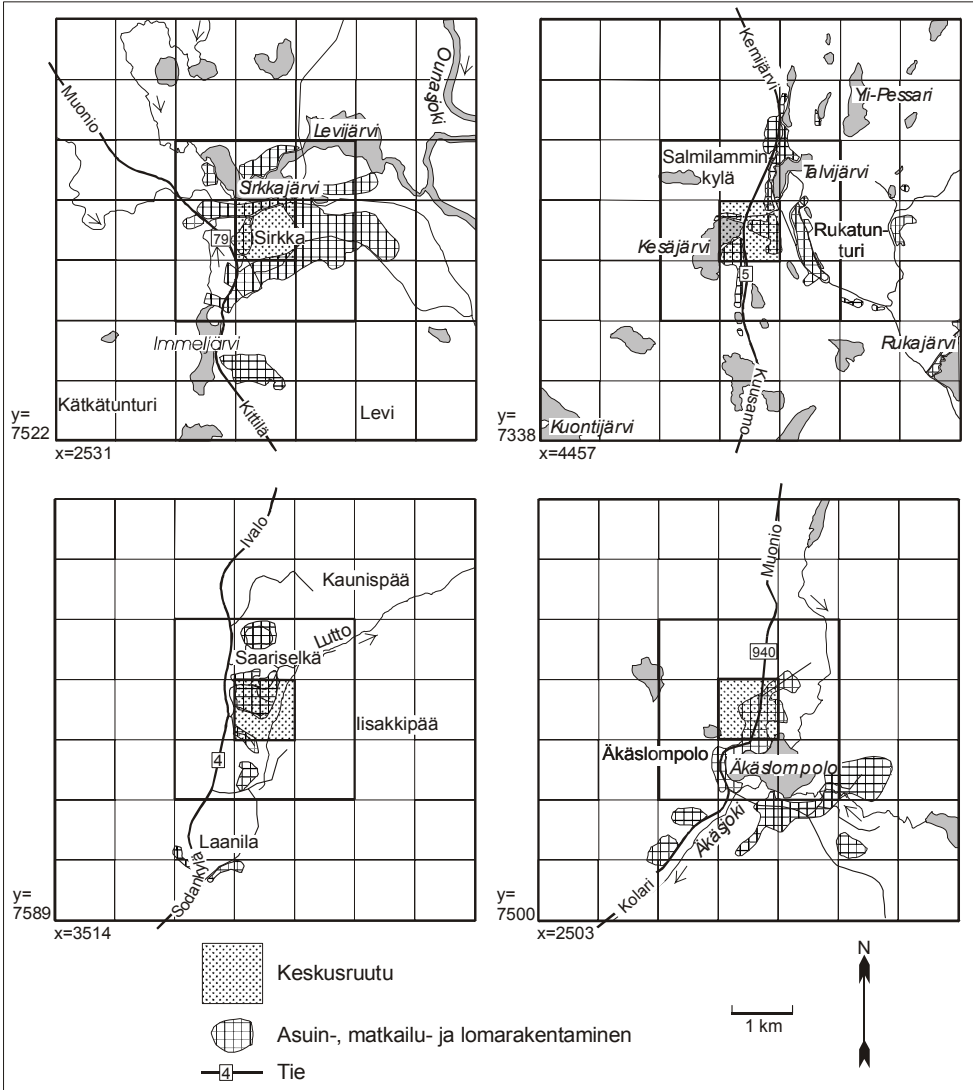 Muonio
Ounasjoki
Levijärvi
Sirkkajärvi
79
Sirkka
Immeljärvi
Kätkätunturi
Kittilä
Levi
y=
7522
x=2531
Kemijärvi
Yli-Pessari
Salmilammin
kylä
Talvijärvi
Kesäjärvi
Rukatun-
turi
5
Rukajärvi
Kuusamo
Kuontijärvi
y=
7338
x=4457
Ivalo
Kaunispää
Lutto
Saariselkä
Iisakkipää
4
Laanila
Sodankylä
y=
7589
x=3514
Muonio
940
Äkäslompolo
Äkäslompolo
Äkäsjoki
Kolari
y=
7500
x=2503
Keskusruutu
Asuin-, matkailu- ja lomarakentaminen
4 Tie
1 km
N